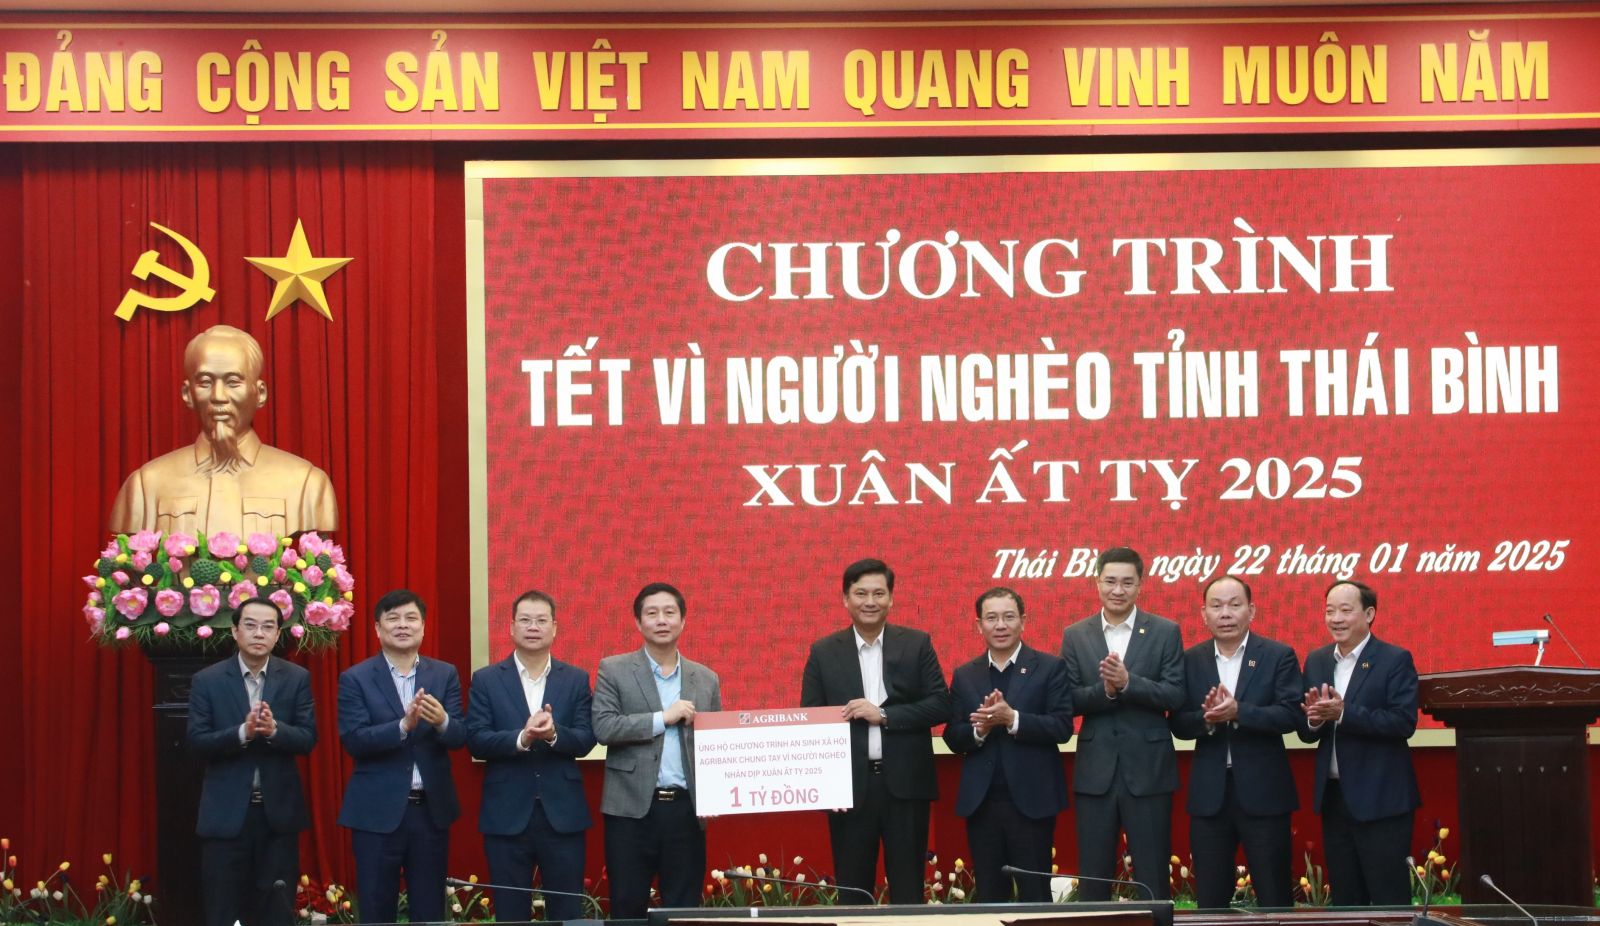 ĐẢNG CỘNG SẢN VIỆT NAM QUANG VINH MUÔN NĂM
CHƯƠNG TRÌNH
TẾT VÌ NGƯỜI NGHÈO TỈNH THÁI BÌNH
XUÂN ẤT TỴ 2025
Thái ngày 22 tháng 01 năm 2025
AGRIBANK
ỦNG HỘ CHƯƠNG TRÌNH AN SINH XÃ HỘI
AGRIBANK CHUNG TAY VÌ NGƯỜI NGHÈO
NHÂN DỊP XUÂN ẤT TỴ 2025
1 TỶ ĐỒNG